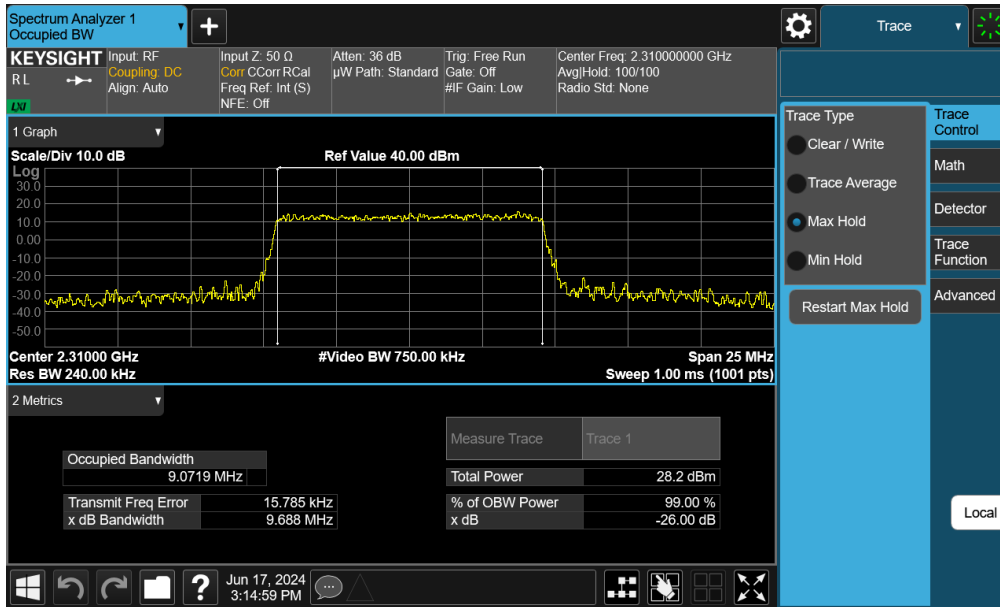 Spectrum Analyzer 1
Occupied BW
Trace
KEYSIGHT
R L
LXI
Input: RF
Coupling: DC
Align: Auto
Input Z: 50 Ω
Corr CCorr RCal
Freq Ref: Int (S)
NFE: Off
Atten: 36 dB
µW Path: Standard
Trig: Free Run
Gate: Off
#IF Gain: Low
Center Freq: 2.310000000 GHz
Avg|Hold: 100/100
Radio Std: None
1 Graph
Scale/Div 10.0 dB
Ref Value 40.00 dBm
Log
30.0
20.0
10.0
0.00
-10.0
-20.0
-30.0
-40.0
-50.0
Center 2.31000 GHz
#Video BW 750.00 kHz
Span 25 MHz
Res BW 240.00 kHz
Sweep 1.00 ms (1001 pts)
2 Metrics
Measure Trace
Trace 1
Occupied Bandwidth
9.0719 MHz
Total Power
28.2 dBm
Transmit Freq Error
15.785 kHz
% of OBW Power
99.00 %
x dB Bandwidth
9.688 MHz
x dB
-26.00 dB
Trace Type
Clear / Write
Trace Average
Max Hold
Min Hold
Restart Max Hold
Trace
Control
Math
Detector
Trace
Function
Advanced
Local
?
Jun 17, 2024
3:14:59 PM